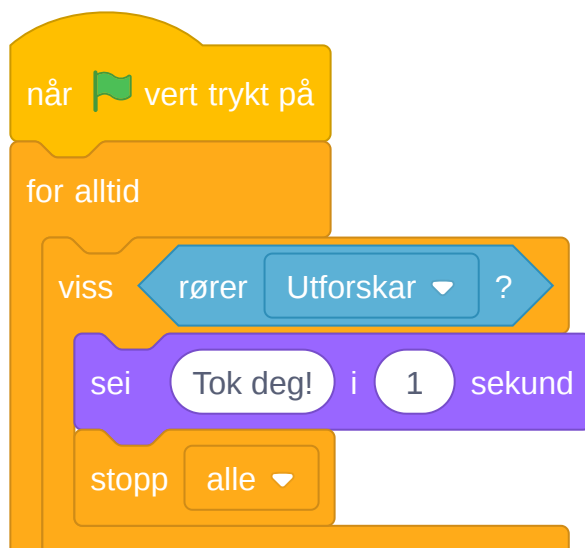 når vert trykt på
for alltid
viss rører Utforskar ?
sei Tok deg! i 1 sekund
stopp alle